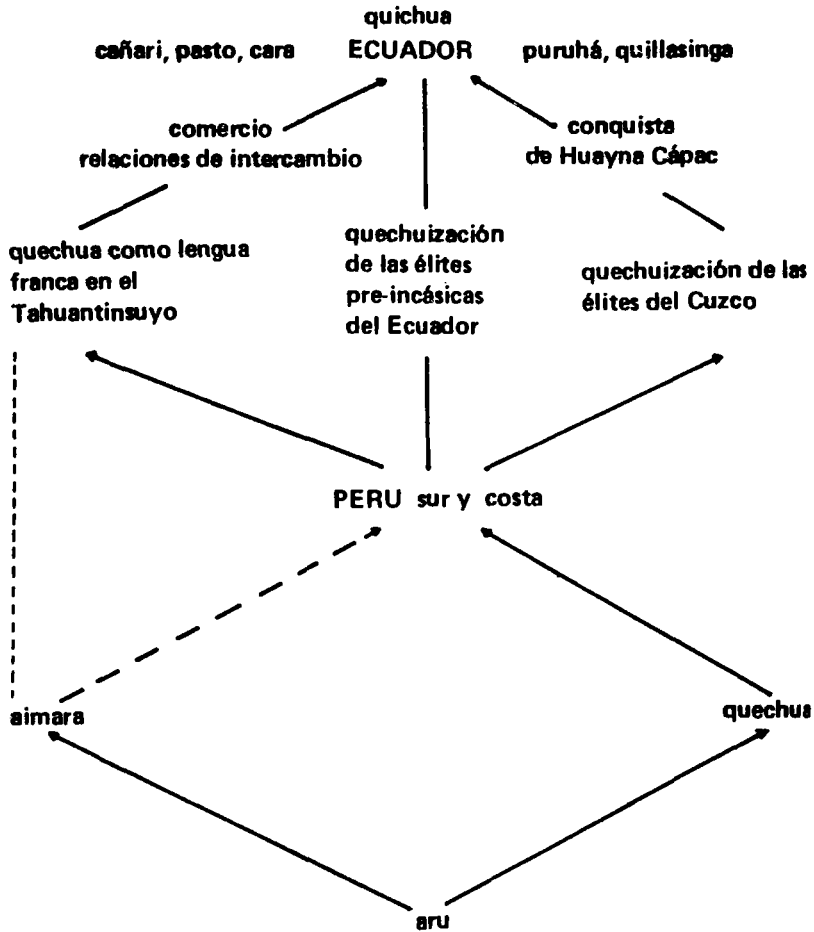 quichua
cañari, pasto, cara ECUADOR puruhá, quillasinga
comercio
relaciones de intercambio
conquista
de Huayna Cápac
quechua como lengua
franca en el
Tahuantinsuyo
quechuización
de las élites
pre-incásicas
del Ecuador
quechuización de las
élites del Cuzco
PERU sur y costa
aimara
quechua
aru